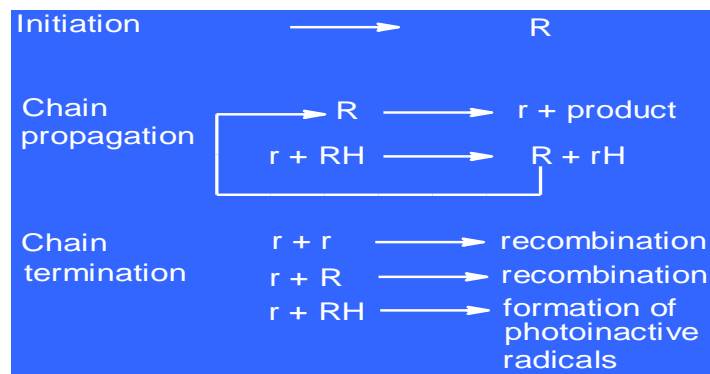 Initiation R
Chain
propagation
R r + product
r + RH R + rH
Chain
termination
r + r recombination
r + R recombination
r + RH formation of
photoinactive
radicals